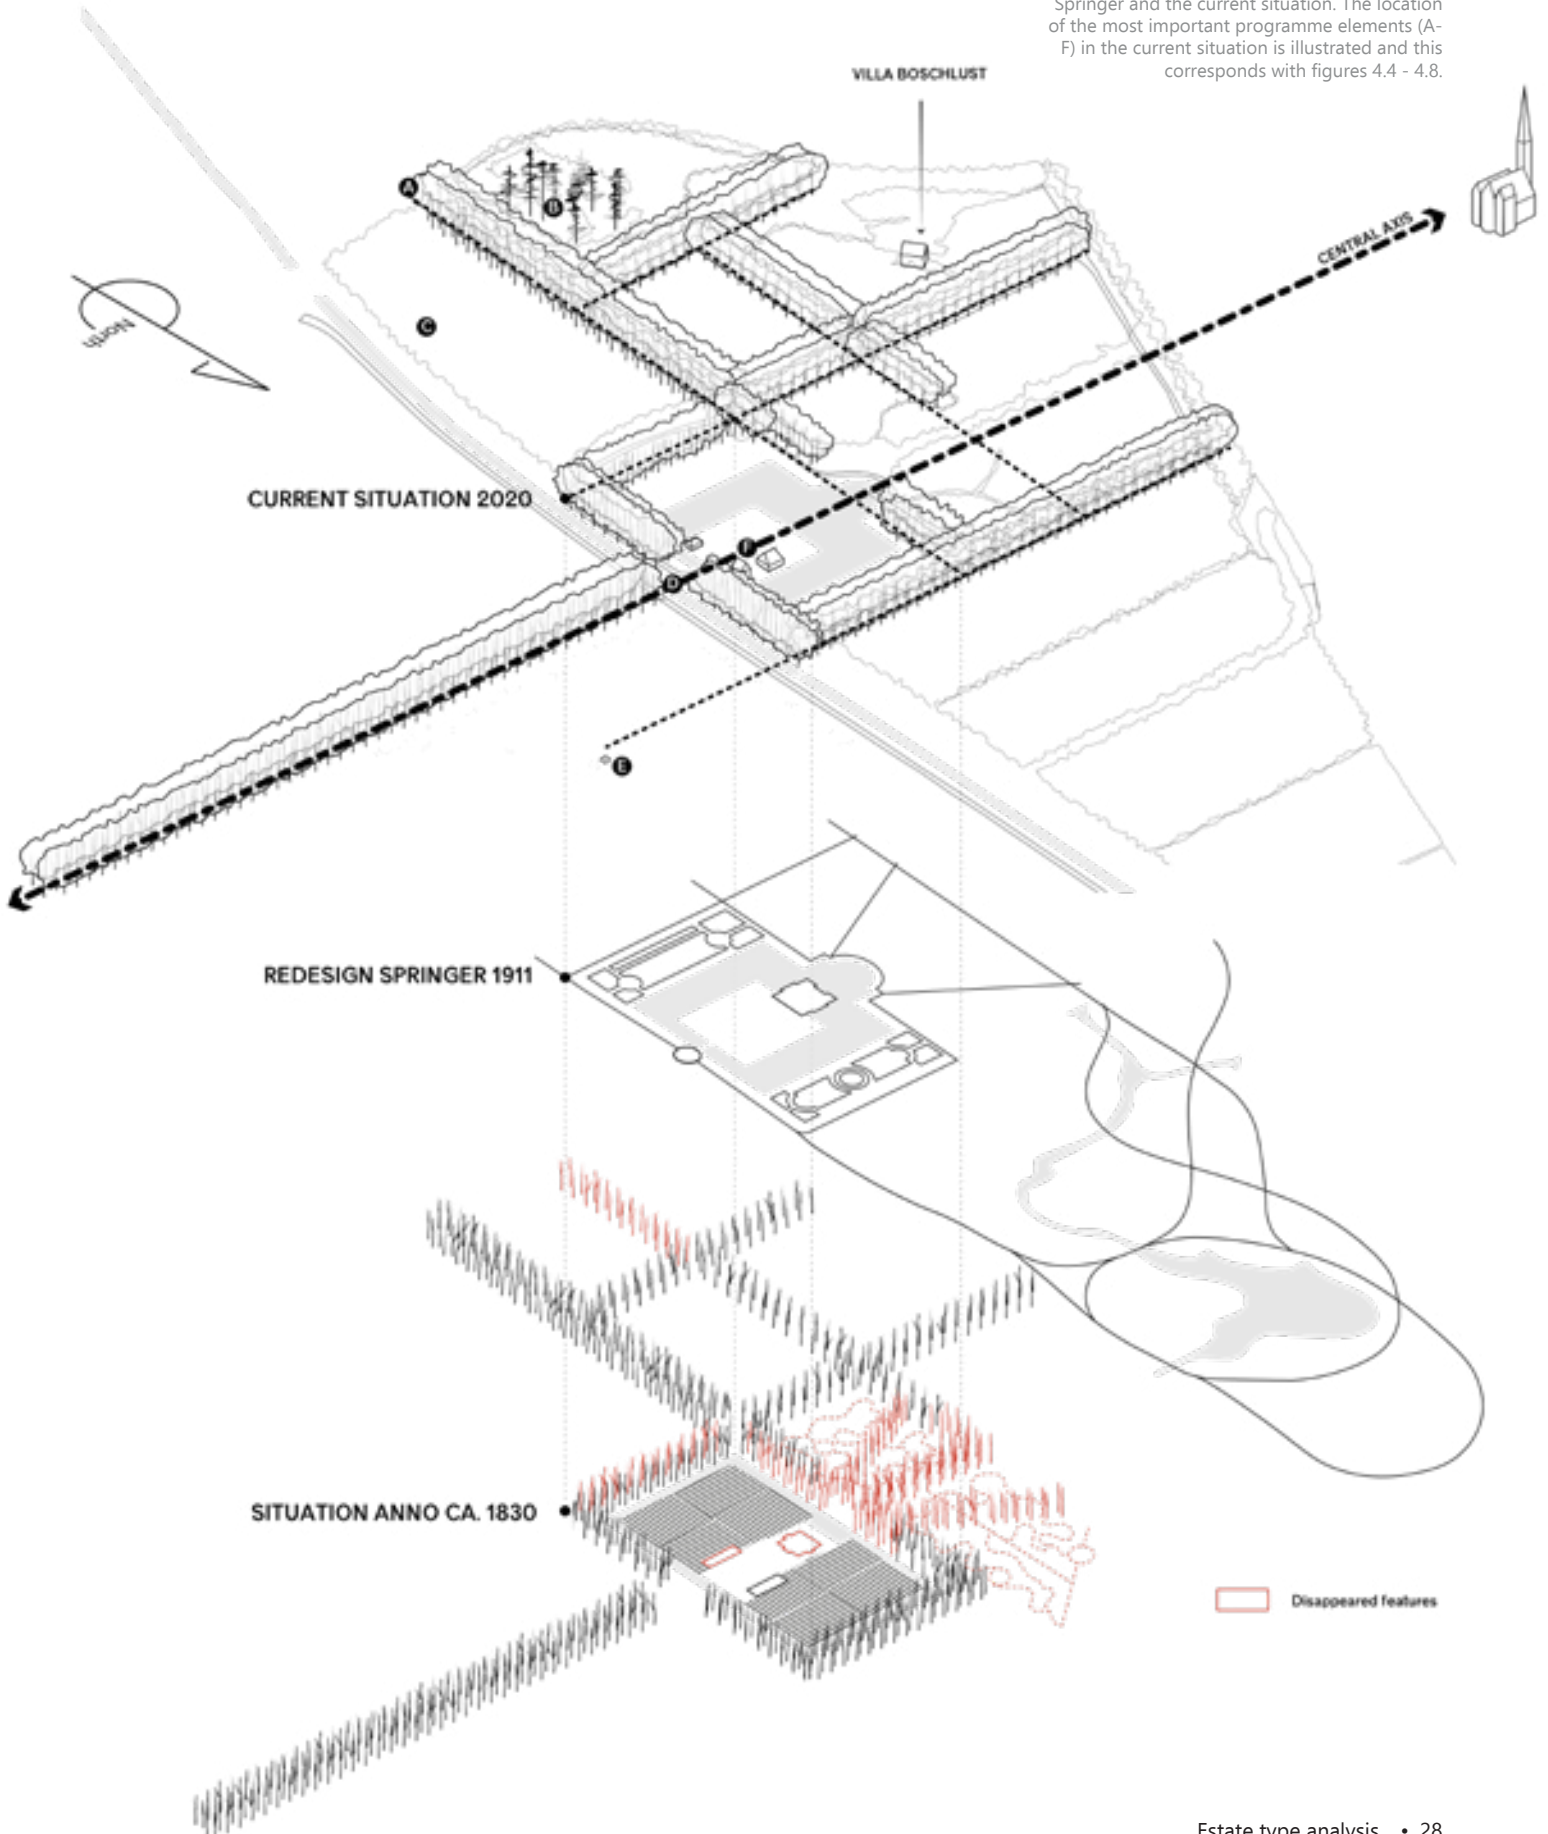 Springer and the current situation. The location
of the most important programme elements (A-
F) in the current situation is illustrated and this
corresponds with figures 4.4 - 4.8.
VILLA BOSCHLUST
A
B
CENTRAL AXIS
North
C
CURRENT SITUATION 2020
F
D
E
REDESIGN SPRINGER 1911
SITUATION ANNO CA. 1830
Disappeared features
Estate type analysis • 28